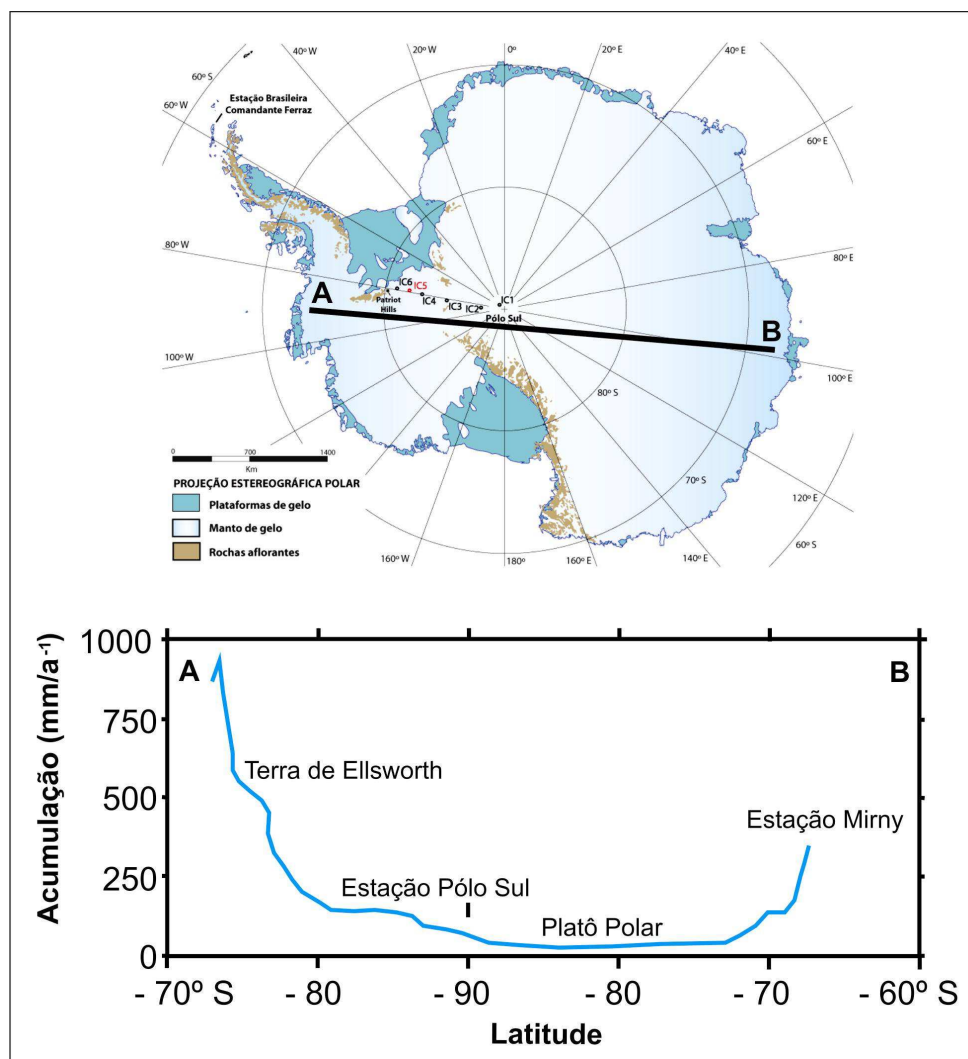 40º W
20º W
0º
20º E
40º E
60º S
60º W
Estação Brasileira
Comandante Ferraz
60º E
80º W
80º E
A
IC6
IC5
IC4
IC3
IC2
IC1
Patriot
Hills
Pólo Sul
B
100º W
100º E
80º S
0
700
1400
Km
PROJEÇÃO ESTEREOGRÁFICA POLAR
Plataformas de gelo
Manto de gelo
Rochas aflorantes
70º S
120º E
60º S
160º W
180º
160º E
140º E
1000
750
500
250
0
Acumulação (mm/a⁻¹)
A
B
Terra de Ellsworth
Estação Mirny
Estação Pólo Sul
Platô Polar
- 70º S
- 80
- 90
- 80
- 70
- 60º S
Latitude